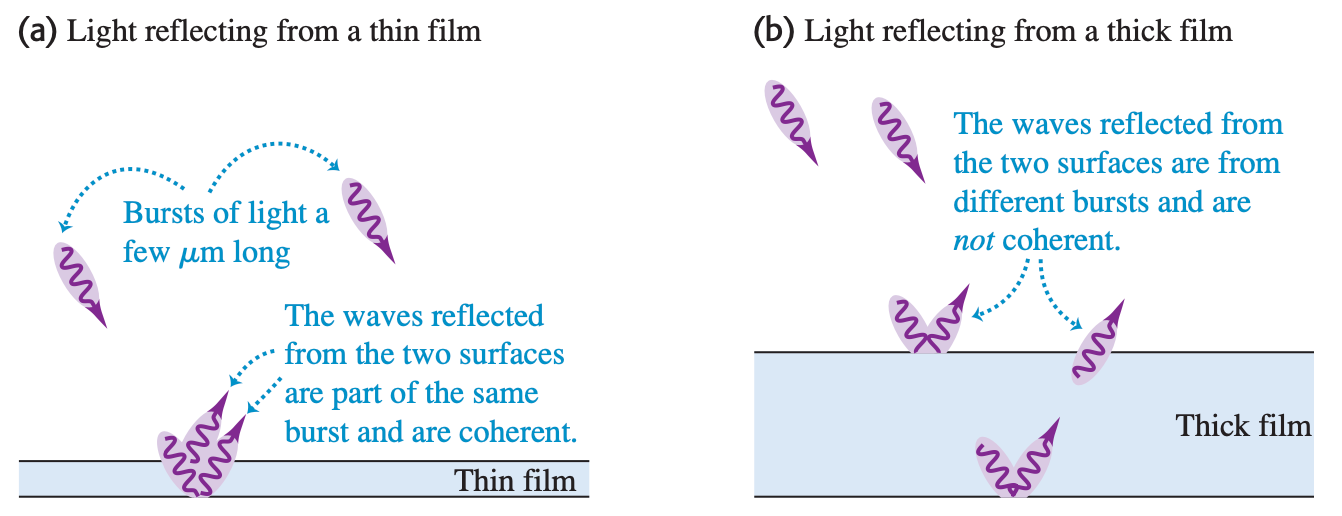 (a) Light reflecting from a thin film
Bursts of light a
few μm long
The waves reflected
from the two surfaces
are part of the same
burst and are coherent.
Thin film
(b) Light reflecting from a thick film
The waves reflected from
the two surfaces are from
different bursts and are
not coherent.
Thick film